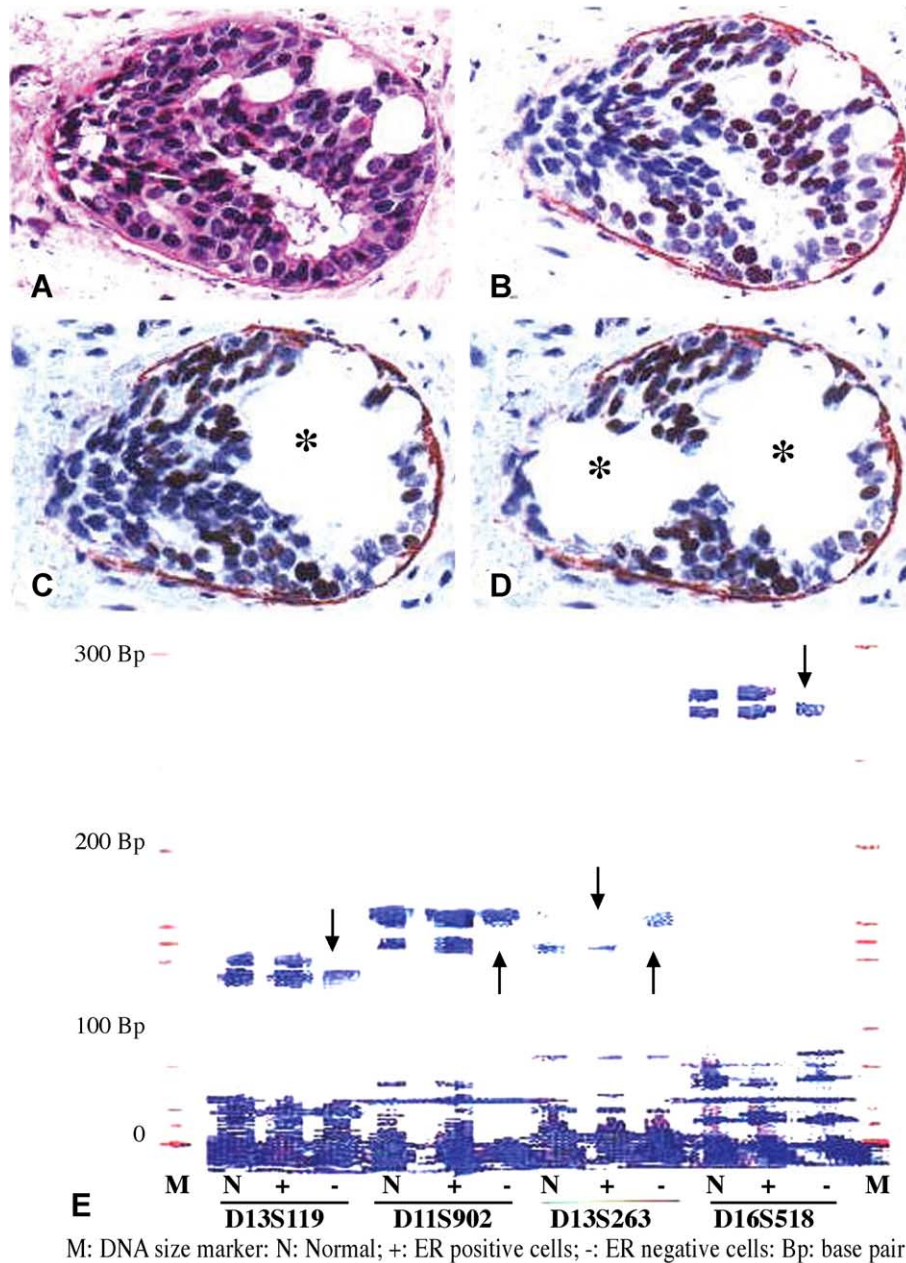 A
B
*
C
* *
D
300 Bp
200 Bp
100 Bp
0
M N + - N + - N + - N + - M
E D13S119 D11S902 D13S263 D16S518
M: DNA size marker: N: Normal; +: ER positive cells; -: ER negative cells: Bp: base pair